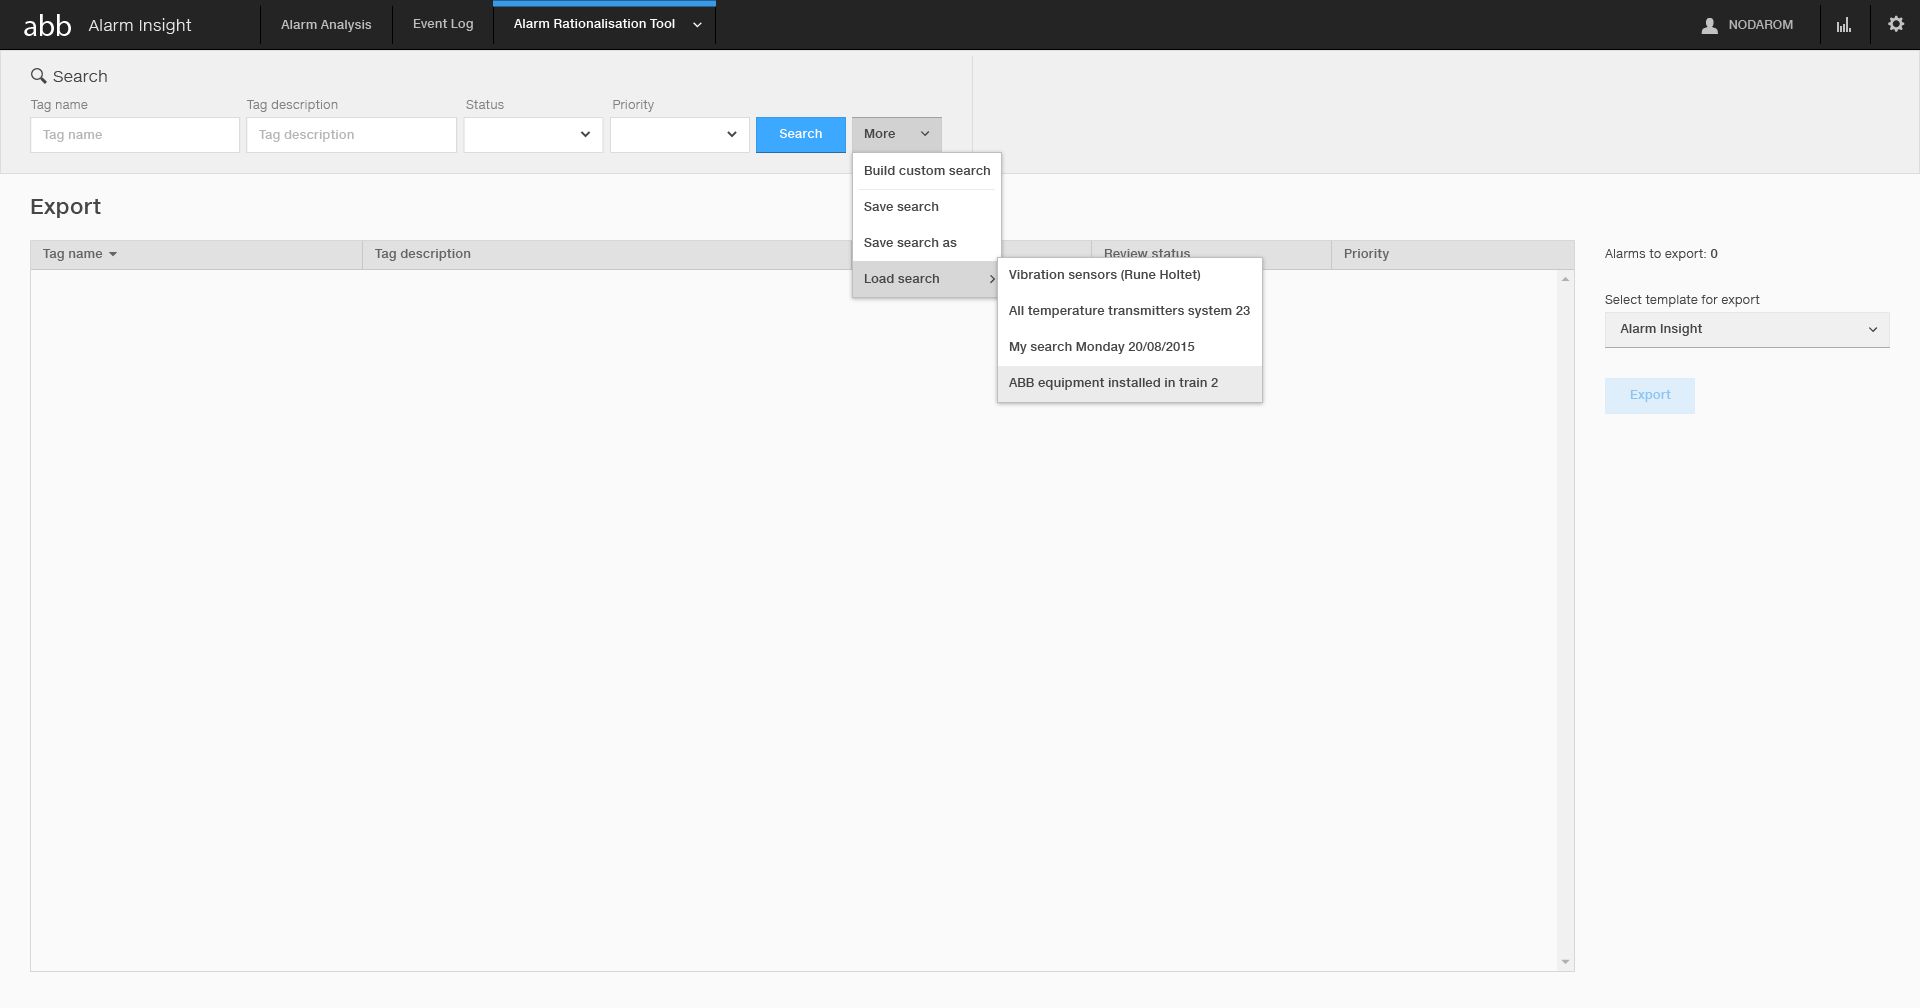 abb Alarm Insight Alarm Analysis Event Log Alarm Rationalisation Tool NODAROM
Search
Tag name Tag description Status Priority
Tag name Tag description Search More
Build custom search
Save search
Save search as
Load search
Vibration sensors (Rune Holtet)
All temperature transmitters system 23
My search Monday 20/08/2015
ABB equipment installed in train 2
Export
Tag name Tag description Review status Priority
Alarms to export: 0
Select template for export
Alarm Insight
Export